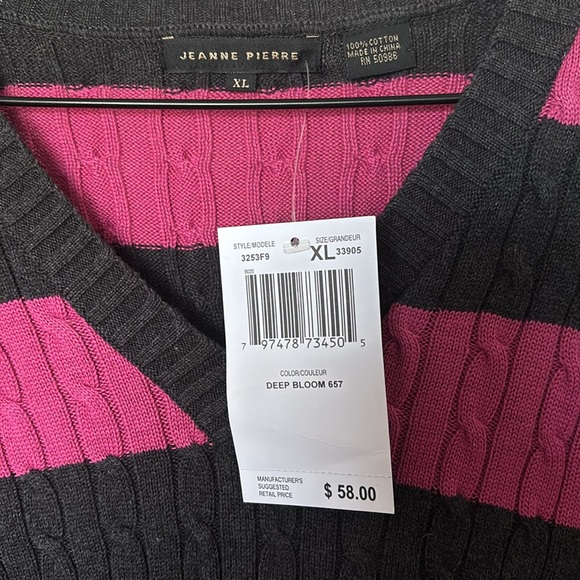 JEANNE PIERRE
XL
100% COTTON
MADE IN CHINA
RN 50986
STYLE/MODELE
3253F9
SIZE/GRANDEUR
XL 33905
R020
7 97478 73450 5
COLOR/COULEUR
DEEP BLOOM 657
MANUFACTURER'S
SUGGESTED
RETAIL PRICE
$ 58.00